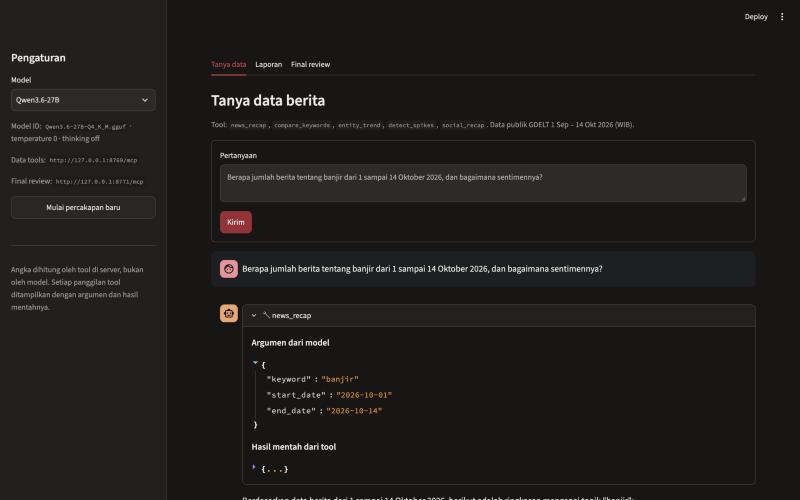 Deploy
Pengaturan
Model
Qwen3.6-27B
Model ID: Qwen3.6-27B-Q4_K_M.gguf ·
temperature 0 · thinking off
Data tools: http://127.0.0.1:8769/mcp
Final review: http://127.0.0.1:8771/mcp
Mulai percakapan baru
Angka dihitung oleh tool di server, bukan
oleh model. Setiap panggilan tool
ditampilkan dengan argumen dan hasil
mentahnya.
Tanya data Laporan Final review
Tanya data berita
Tool: news_recap, compare_keywords, entity_trend, detect_spikes, social_recap. Data publik GDELT 1 Sep – 14 Okt 2026 (WIB).
Pertanyaan
Berapa jumlah berita tentang banjir dari 1 sampai 14 Oktober 2026, dan bagaimana sentimennya?
Kirim
Berapa jumlah berita tentang banjir dari 1 sampai 14 Oktober 2026, dan bagaimana sentimennya?
news_recap
Argumen dari model
{
"keyword" : "banjir"
"start_date" : "2026-10-01"
"end_date" : "2026-10-14"
}
Hasil mentah dari tool
{...}